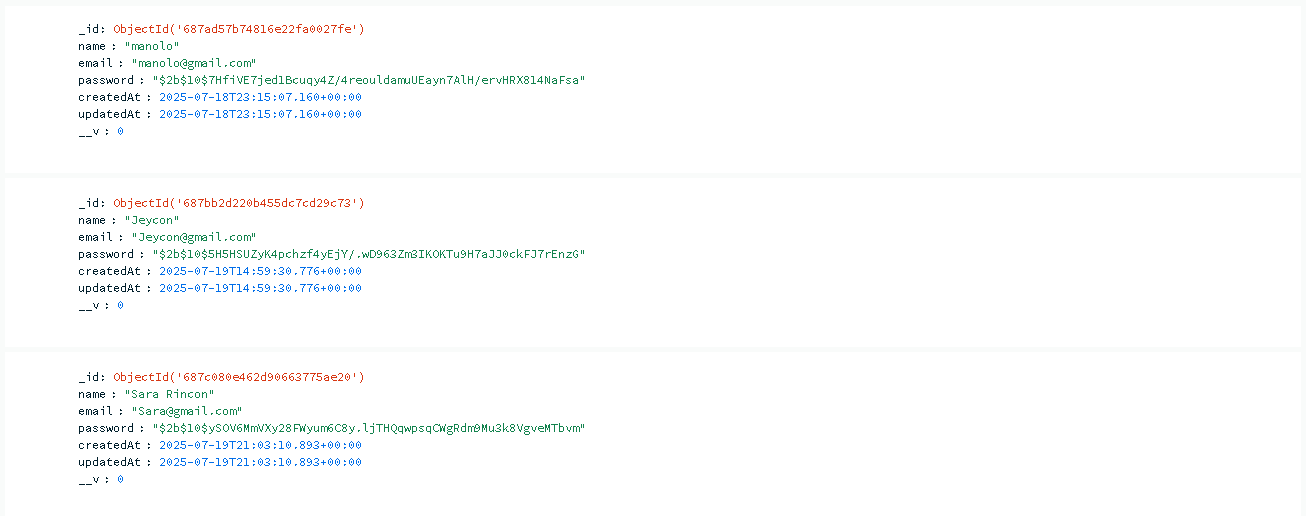 _id: ObjectId('687ad57b74816e22fa0027fe')
name : "manolo"
email : "manolo@gmail.com"
password : "$2b$10$7HfiVE7jed1Bcuqy4Z/4reouldamuUEayn7AlH/ervHRX814NaFsa"
createdAt : 2025-07-18T23:15:07.160+00:00
updatedAt : 2025-07-18T23:15:07.160+00:00
__v : 0
_id: ObjectId('687bb2d220b455dc7cd29c73')
name : "Jeycon"
email : "Jeycon@gmail.com"
password : "$2b$10$5H5HSUZyK4pchzf4yEjY/.wD963Zm3IKOKTu9H7aJJ0ckFJ7rEnzG"
createdAt : 2025-07-19T14:59:30.776+00:00
updatedAt : 2025-07-19T14:59:30.776+00:00
__v : 0
_id: ObjectId('687c080e462d90663775ae20')
name : "Sara Rincon"
email : "Sara@gmail.com"
password : "$2b$10$ySOV6MmVXy28FWyum6C8y.ljTHQqwpsqCWgRdm9Mu3k8VgveMTbvm"
createdAt : 2025-07-19T21:03:10.893+00:00
updatedAt : 2025-07-19T21:03:10.893+00:00
__v : 0